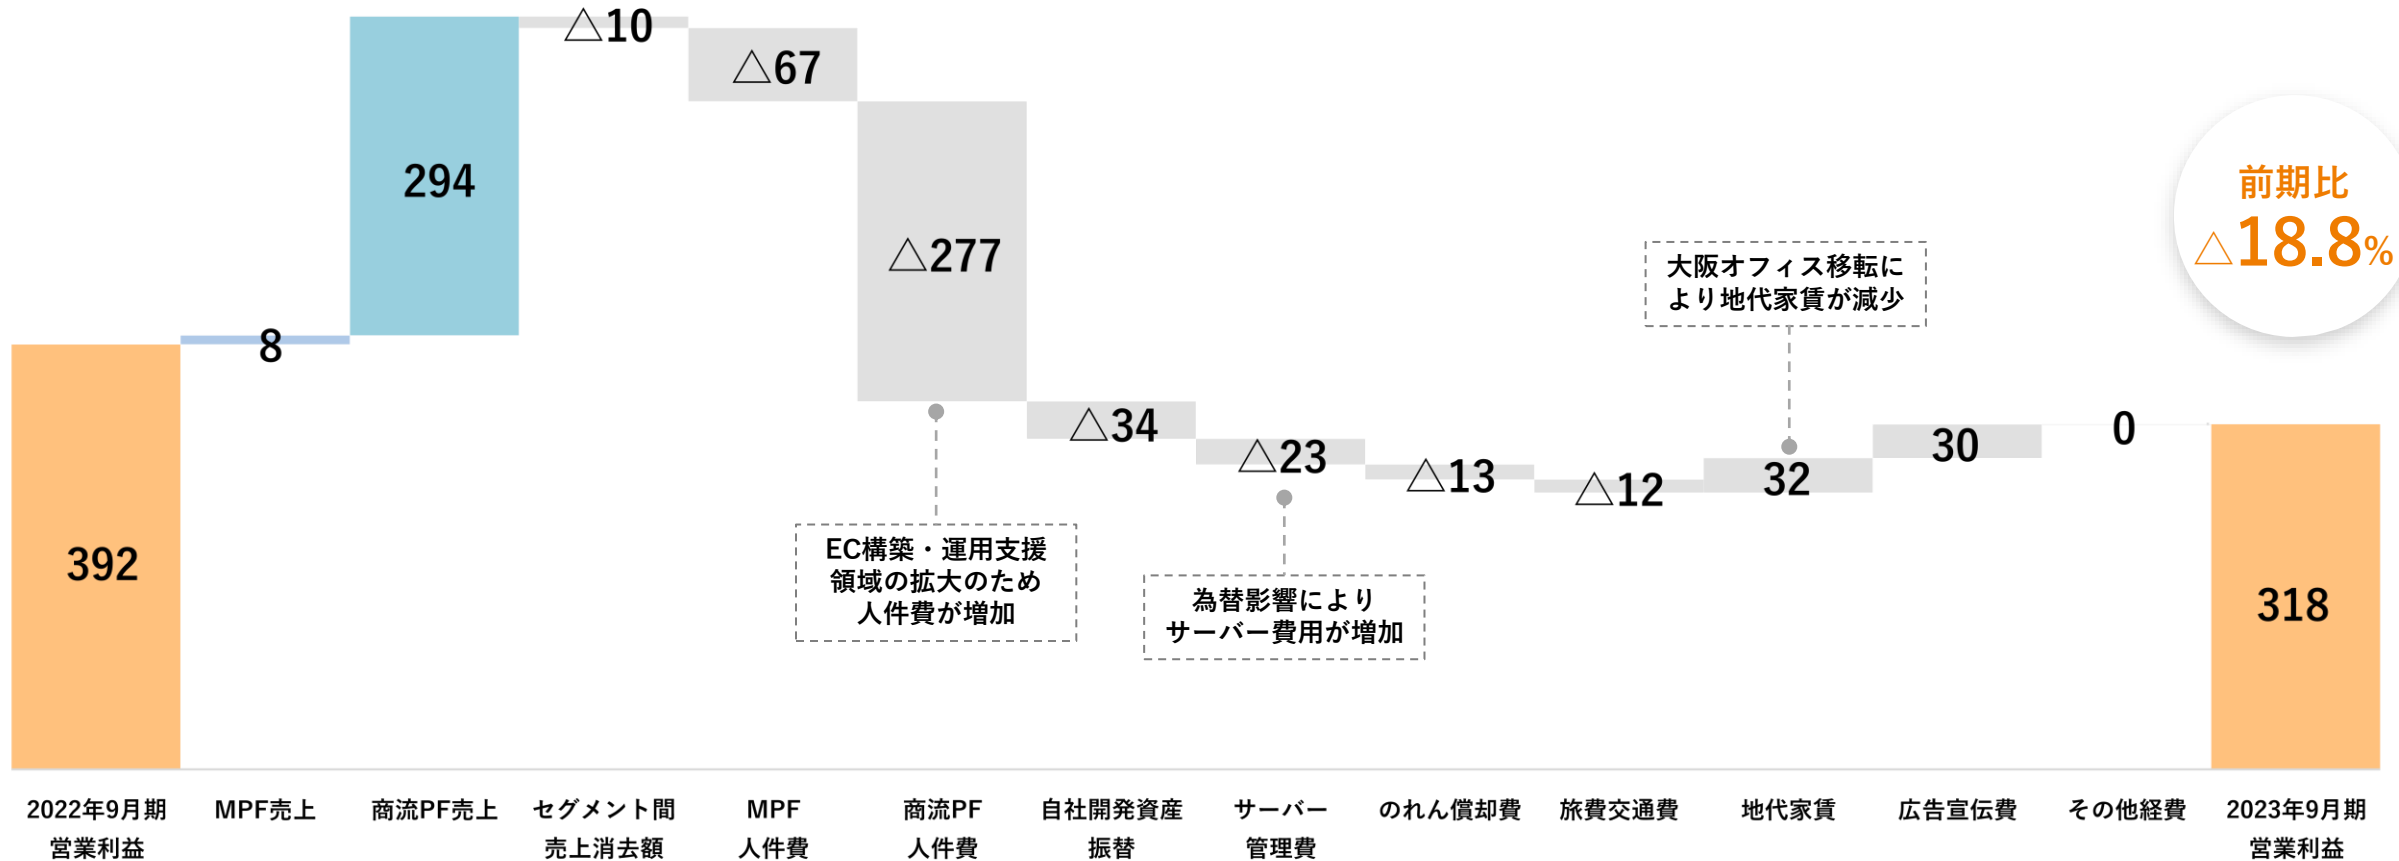 △10
△67
294
△277
前期比
△18.8%
大阪オフィス移転に
より地代家賃が減少
8
392
△34
△23
△13
△12
32
30
0
EC構築・運用支援
領域の拡大のため
人件費が増加
為替影響により
サーバー費用が増加
318
2022年9月期
営業利益
MPF売上
商流PF売上
セグメント間
売上消去額
MPF
人件費
商流PF
人件費
自社開発資産
振替
サーバー
管理費
のれん償却費
旅費交通費
地代家賃
広告宣伝費
その他経費
2023年9月期
営業利益